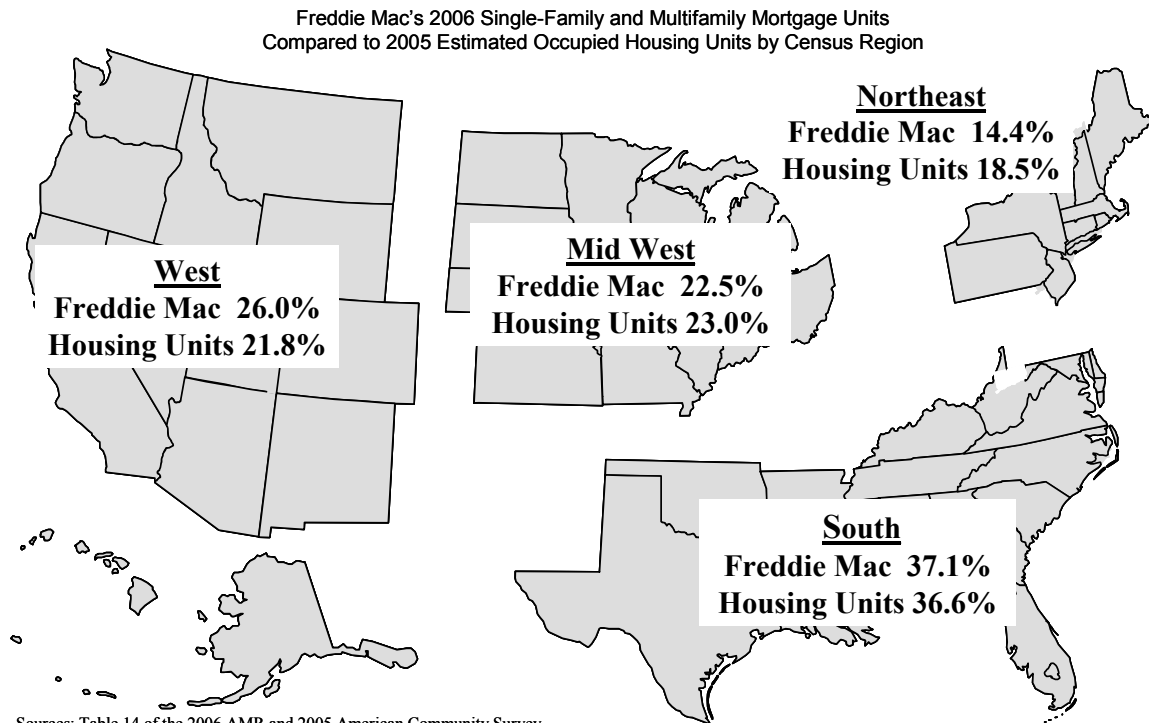 Freddie Mac's 2006 Single-Family and Multifamily Mortgage Units
Compared to 2005 Estimated Occupied Housing Units by Census Region
Northeast
Freddie Mac 14.4%
Housing Units 18.5%
Mid West
Freddie Mac 22.5%
Housing Units 23.0%
West
Freddie Mac 26.0%
Housing Units 21.8%
South
Freddie Mac 37.1%
Housing Units 36.6%
Sources: Table 14 of the 2006 AMR and 2005 American Community Survey